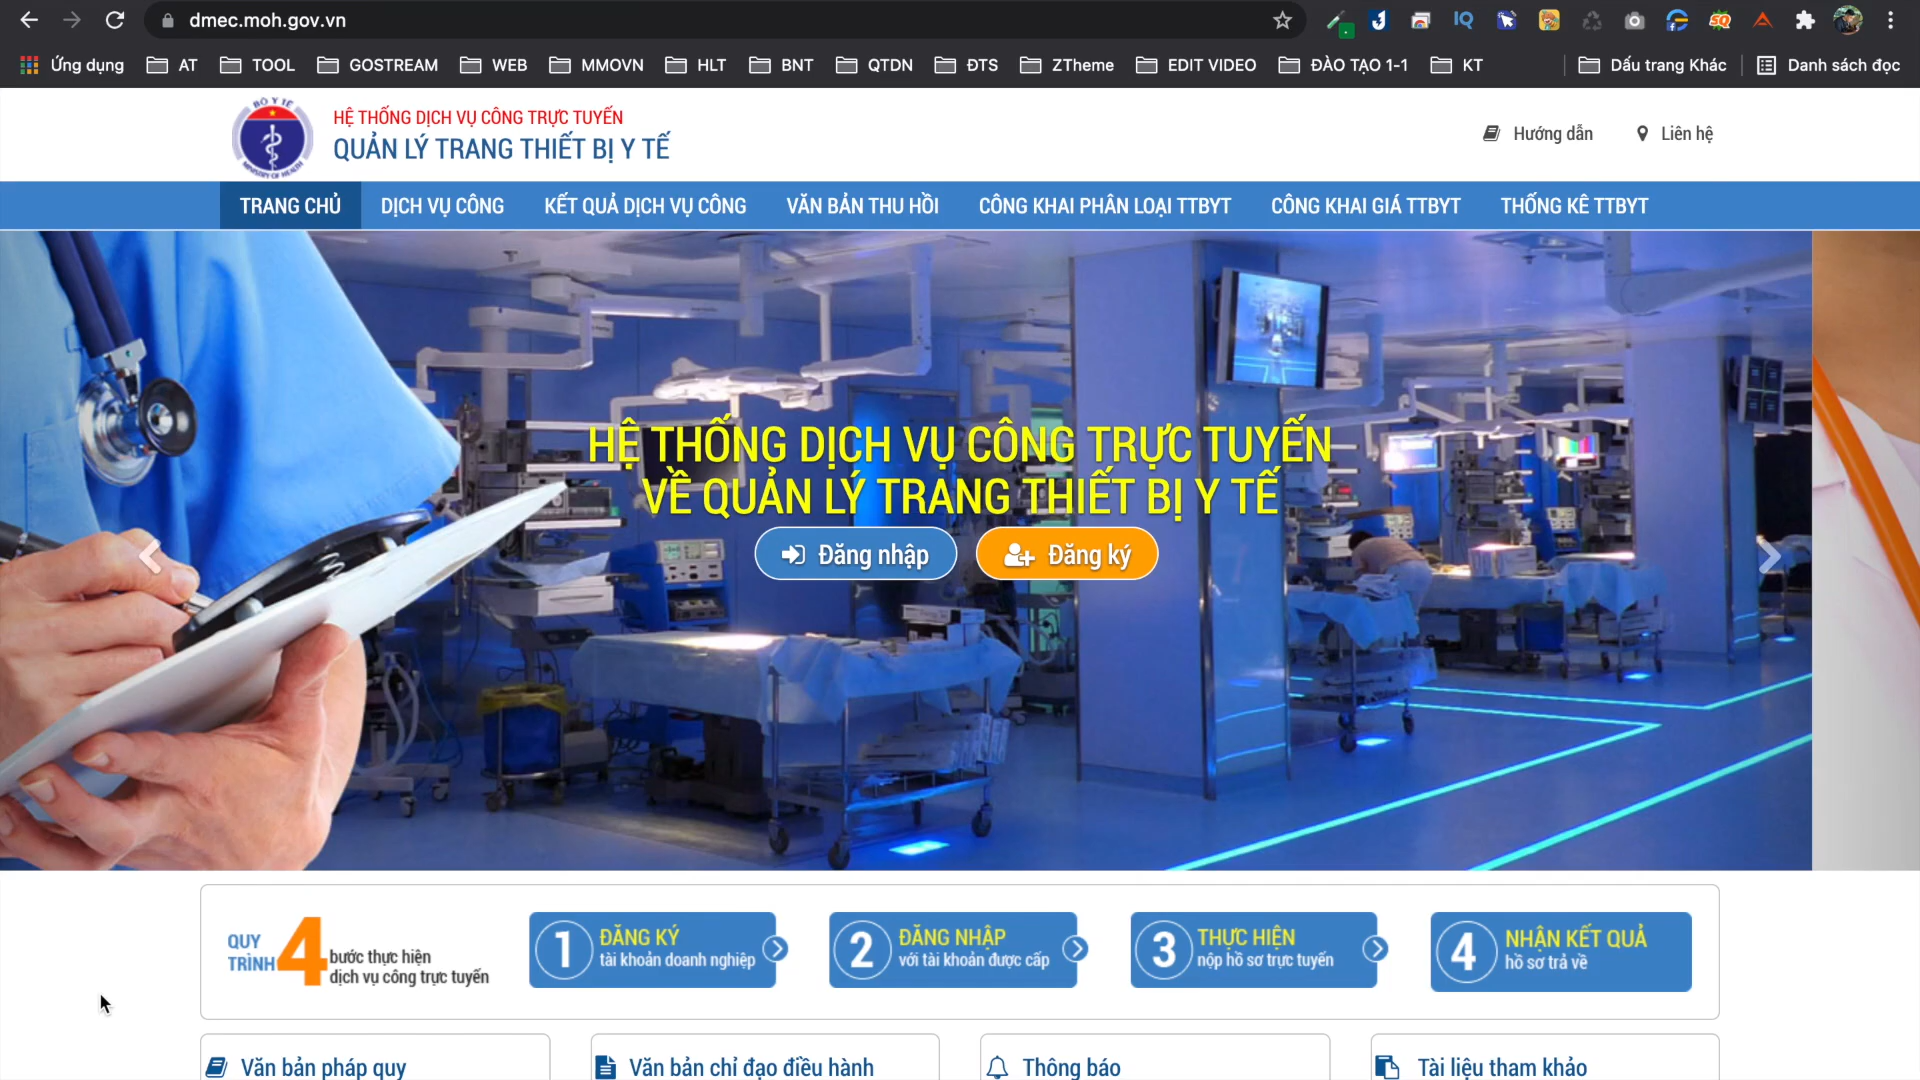 dmec.moh.gov.vn
Ứng dụng
AT
TOOL
GOSTREAM
WEB
MMOVN
HLT
BNT
QTDN
ĐTS
ZTheme
EDIT VIDEO
ĐÀO TẠO 1-1
KT
Dấu trang Khác
Danh sách đọc
BỘ Y TẾ
MINISTRY OF HEALTH
HỆ THỐNG DỊCH VỤ CÔNG TRỰC TUYẾN
QUẢN LÝ TRANG THIẾT BỊ Y TẾ
Hướng dẫn
Liên hệ
TRANG CHỦ
DỊCH VỤ CÔNG
KẾT QUẢ DỊCH VỤ CÔNG
VĂN BẢN THU HỒI
CÔNG KHAI PHÂN LOẠI TTBYT
CÔNG KHAI GIÁ TTBYT
THỐNG KÊ TTBYT
HỆ THỐNG DỊCH VỤ CÔNG TRỰC TUYẾN
VỀ QUẢN LÝ TRANG THIẾT BỊ Y TẾ
Đăng nhập
Đăng ký
QUY TRÌNH 4 bước thực hiện
dịch vụ công trực tuyến
1 ĐĂNG KÝ
tài khoản doanh nghiệp
2 ĐĂNG NHẬP
với tài khoản được cấp
3 THỰC HIỆN
nộp hồ sơ trực tuyến
4 NHẬN KẾT QUẢ
hồ sơ trả về
Văn bản pháp quy
Văn bản chỉ đạo điều hành
Thông báo
Tài liệu tham khảo